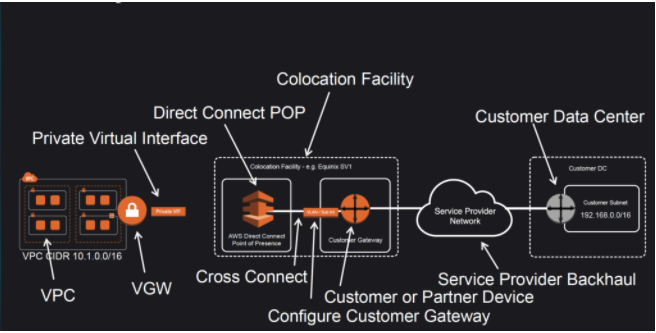 Colocation Facility
Direct Connect POP
Customer Data Center
Private Virtual Interface
Colocation Facility - e.g. Equinix SV1
Customer DC
VPC
Private VIF
Service Provider
Network
Customer Subnet
192.168.0.0/16
AWS Direct Connect
Point of Presence
Customer Gateway
VPC CIDR 10.1.0.0/16
Cross Connect
Service Provider Backhaul
VPC
VGW
Customer or Partner Device
Configure Customer Gateway